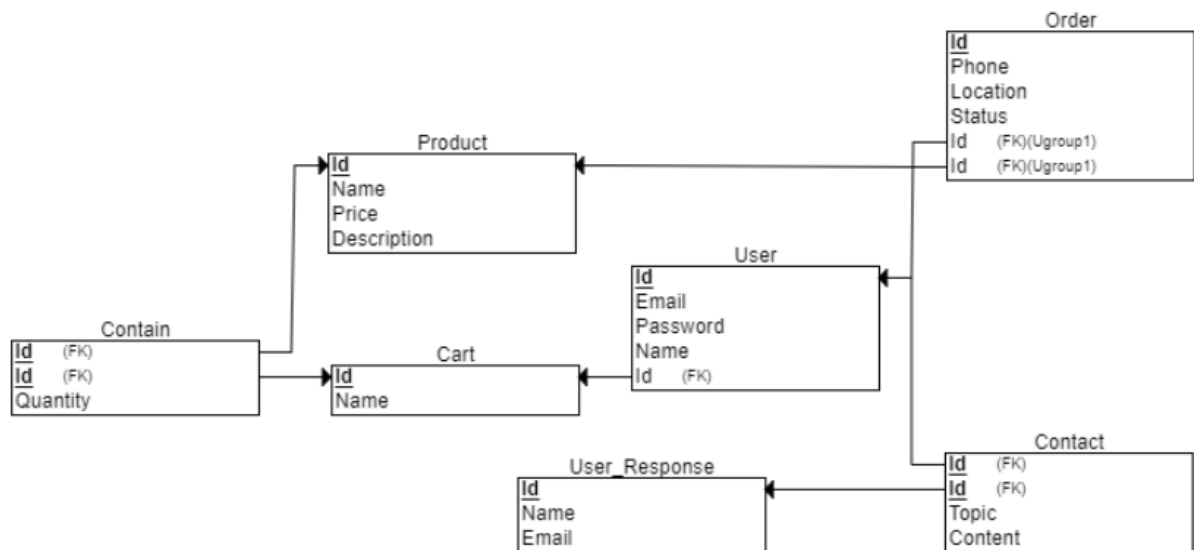 Order
Id
Phone
Location
Status
Id (FK)(Ugroup1)
Id (FK)(Ugroup1)
Product
Id
Name
Price
Description
User
Id
Email
Password
Name
Id (FK)
Contain
Id (FK)
Id (FK)
Quantity
Cart
Id
Name
Contact
Id (FK)
Id (FK)
Topic
Content
User_Response
Id
Name
Email